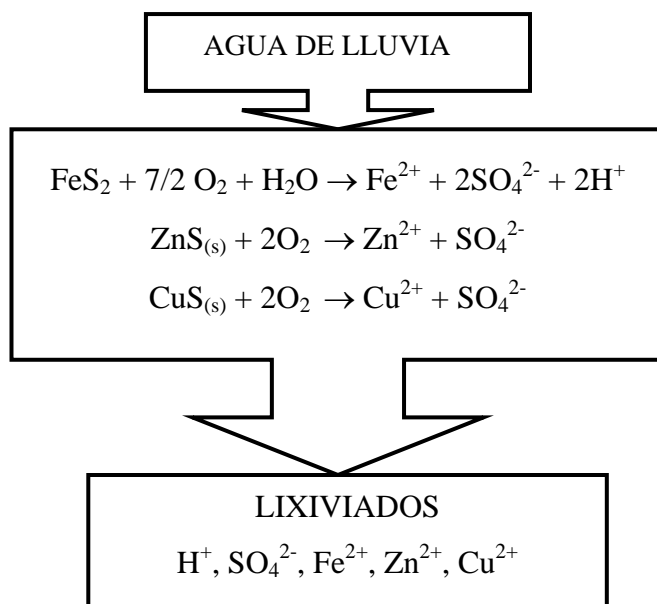 AGUA DE LLUVIA
FeS₂ + 7/2 O₂ + H₂O → Fe²⁺ + 2SO₄²⁻ + 2H⁺
ZnS₍ₛ₎ + 2O₂ → Zn²⁺ + SO₄²⁻
CuS₍ₛ₎ + 2O₂ → Cu²⁺ + SO₄²⁻
LIXIVIADOS
H⁺, SO₄²⁻, Fe²⁺, Zn²⁺, Cu²⁺